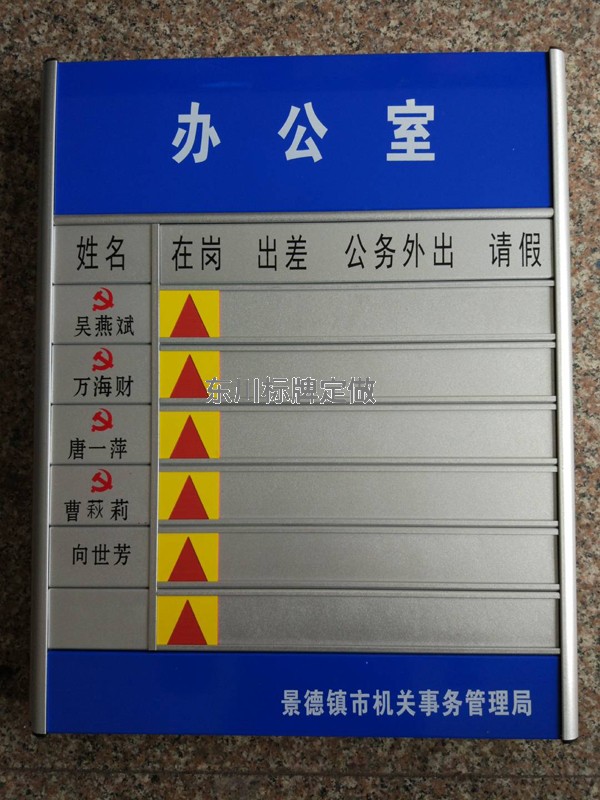 办公室
姓名 在岗 出差 公务外出 请假
吴燕斌
万海财
东川标牌定做
唐一萍
曹秋莉
向世芳
景德镇市机关事务管理局